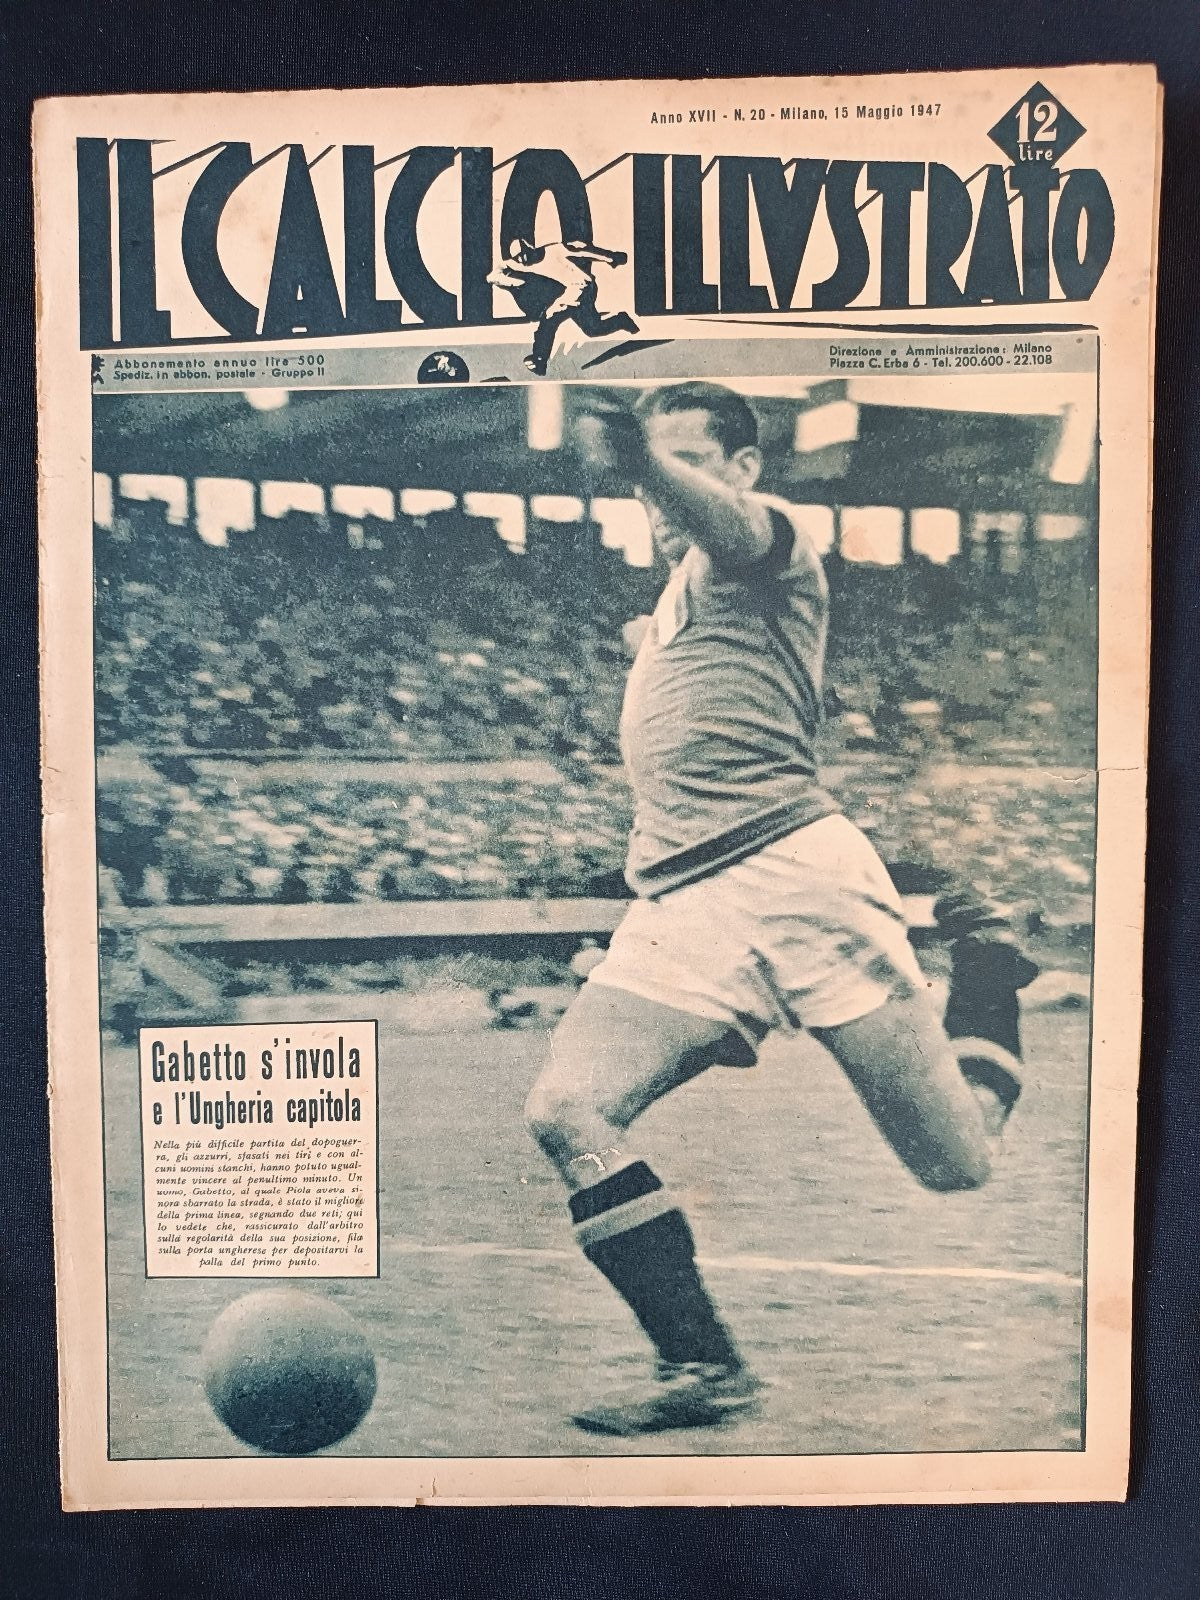 Anno XVII - N. 20 - Milano, 15 Maggio 1947
12
lire
IL CALCIO ILLVSTRATO
Abbonamento annuo lire 500
Spediz. in abbon. postale - Gruppo II
Direzione e Amministrazione: Milano
Piazza C. Erba 6 - Tel. 200.600 - 22.108
Gabetto s'invola
e l'Ungheria capitola
Nella più difficile partita del dopoguer-
ra, gli azzurri, sfasati nei tiri e con al-
cuni uomini stanchi, hanno potuto ugual-
mente vincere al penultimo minuto. Un
uomo, Gabetto, al quale Piola aveva si-
nora sbarrato la strada, è stato il migliore
della prima linea, segnando due reti; qui
lo vedete che, rassicurato dall'arbitro
sulla regolarità della sua posizione, fila
sulla porta ungherese per depositarvi la
palla del primo punto.